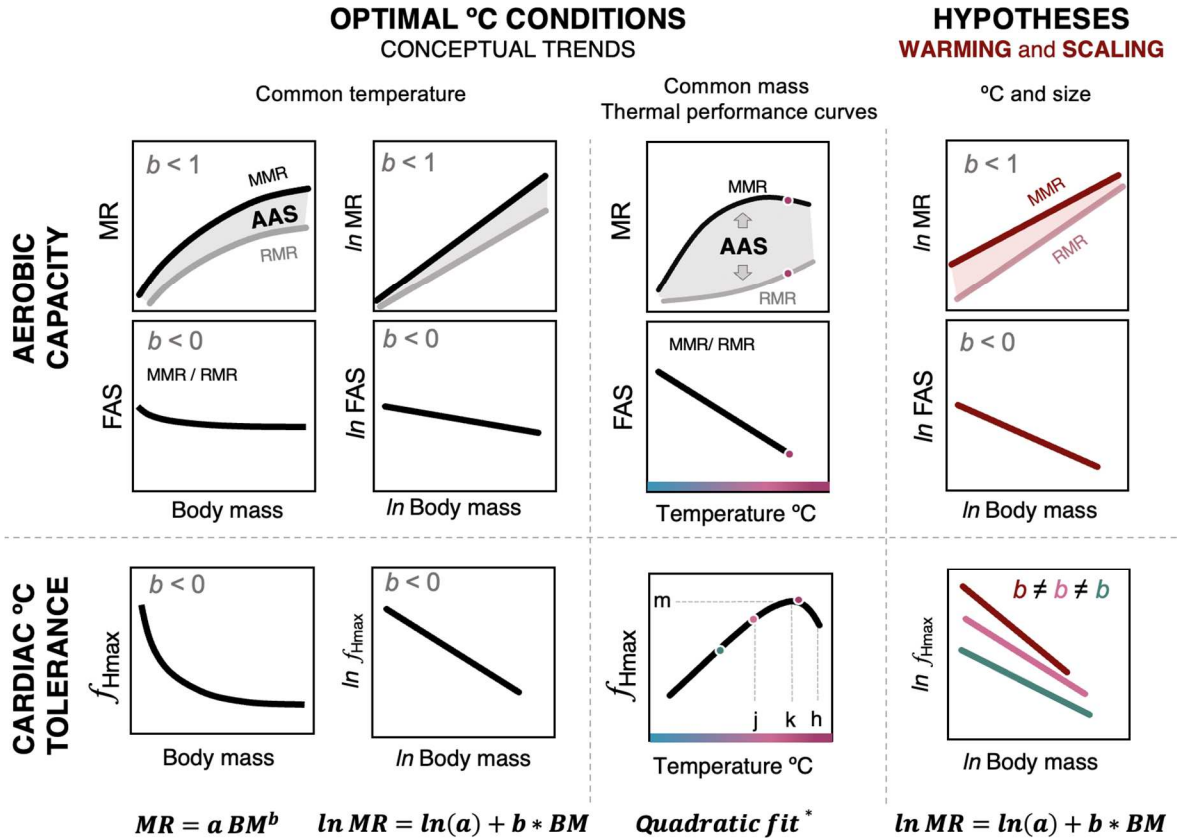 OPTIMAL ºC CONDITIONS
CONCEPTUAL TRENDS
HYPOTHESES
WARMING and SCALING
Common temperature
Common mass
Thermal performance curves
ºC and size
AEROBIC
CAPACITY
MR
b < 1
MMR
AAS
RMR
ln MR
b < 1
MR
MMR
AAS
RMR
ln MR
b < 1
MMR
RMR
FAS
b < 0
MMR / RMR
Body mass
ln FAS
b < 0
ln Body mass
FAS
MMR/ RMR
Temperature ºC
ln FAS
b < 0
ln Body mass
CARDIAC ºC
TOLERANCE
fHmax
b < 0
Body mass
ln fHmax
b < 0
ln Body mass
fHmax
m
j k h
Temperature ºC
ln fHmax
b ≠ b ≠ b
ln Body mass
MR = a BM^b
ln MR = ln(a) + b * BM
Quadratic fit *
ln MR = ln(a) + b * BM